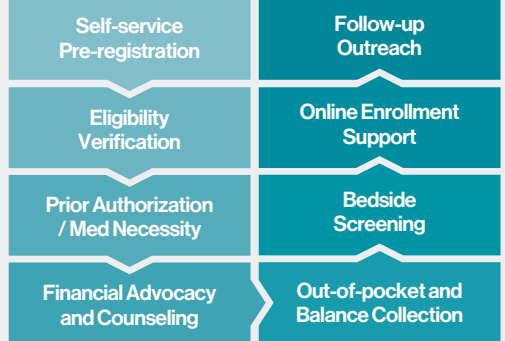 Self-service
Pre-registration
Eligibility
Verification
Prior Authorization
/ Med Necessity
Financial Advocacy
and Counseling
Out-of-pocket and
Balance Collection
Bedside
Screening
Online Enrollment
Support
Follow-up
Outreach